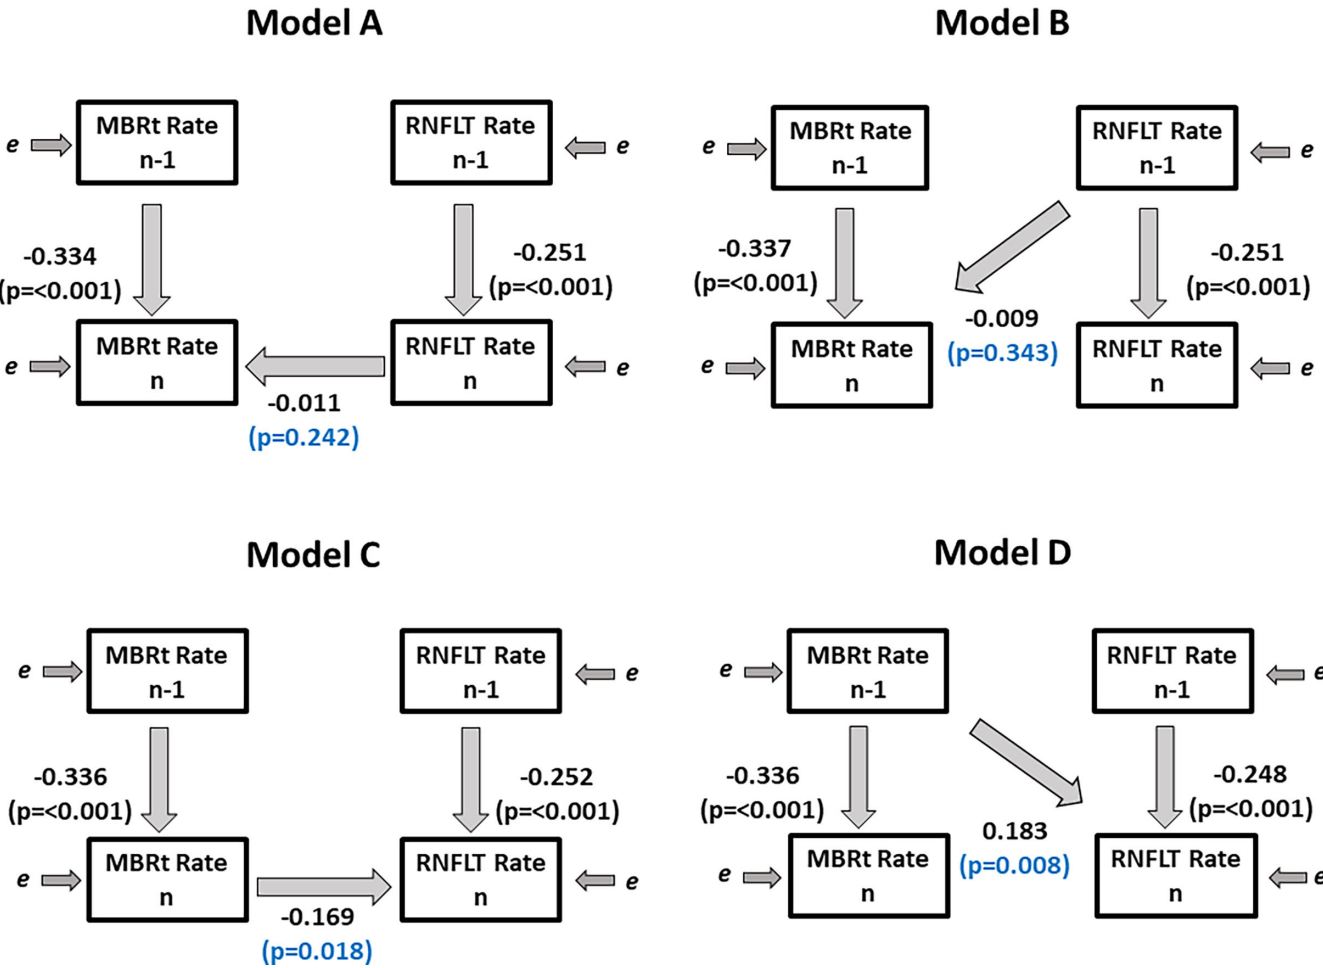 Model A
e
MBRt Rate
n-1
RNFLT Rate
n-1
e
-0.334
(p=<0.001)
-0.251
(p=<0.001)
e
MBRt Rate
n
RNFLT Rate
n
e
-0.011
(p=0.242)
Model B
e
MBRt Rate
n-1
RNFLT Rate
n-1
e
-0.337
(p=<0.001)
-0.251
(p=<0.001)
-0.009
(p=0.343)
e
MBRt Rate
n
RNFLT Rate
n
e
Model C
e
MBRt Rate
n-1
RNFLT Rate
n-1
e
-0.336
(p=<0.001)
-0.252
(p=<0.001)
e
MBRt Rate
n
RNFLT Rate
n
e
-0.169
(p=0.018)
Model D
e
MBRt Rate
n-1
RNFLT Rate
n-1
e
-0.336
(p=<0.001)
-0.248
(p=<0.001)
0.183
(p=0.008)
e
MBRt Rate
n
RNFLT Rate
n
e